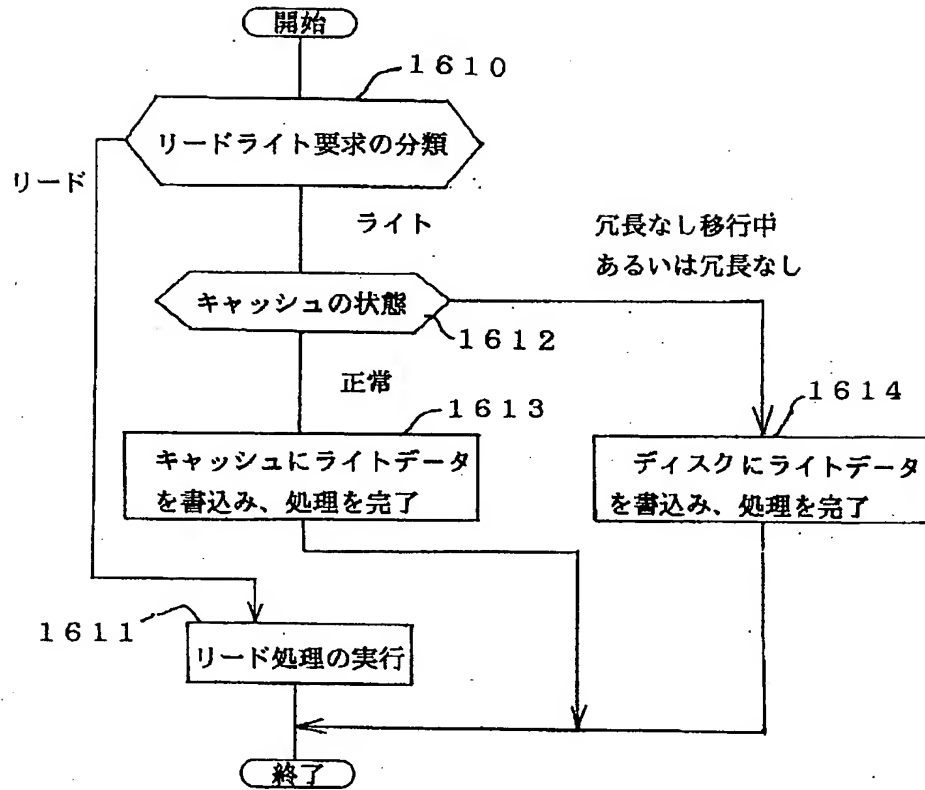 開始
1610
リードライト要求の分類
リード
ライト
冗長なし移行中
あるいは冗長なし
キャッシュの状態
1612
正常
1613
1614
キャッシュにライトデータ
を書込み、処理を完了
ディスクにライトデータ
を書込み、処理を完了
1611
リード処理の実行
終了